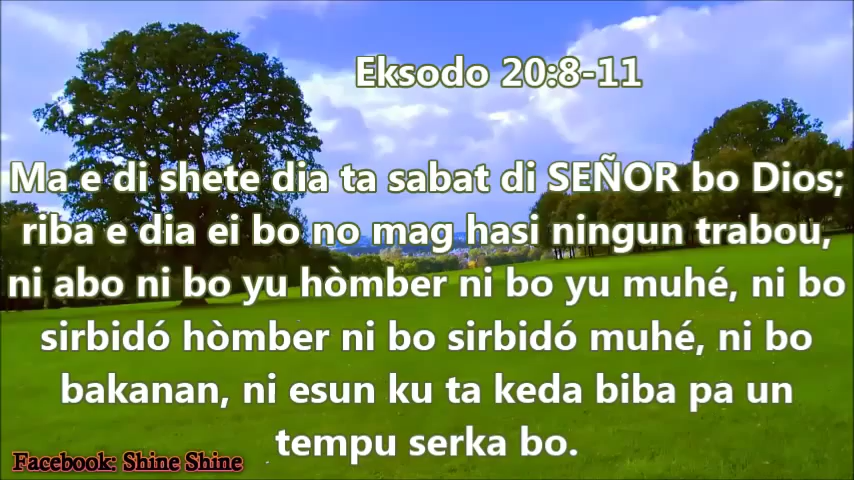 Eksodo 20:8-11
Ma e di shete dia ta sabat di SEÑOR bo Dios;
riba e dia ei bo no mag hasi ningun trabou,
ni abo ni bo yu hòmber ni bo yu muhé, ni bo
sirbidó hòmber ni bo sirbidó muhé, ni bo
bakanan, ni esun ku ta keda biba pa un
tempu serka bo.
Facebook: Shine Shine